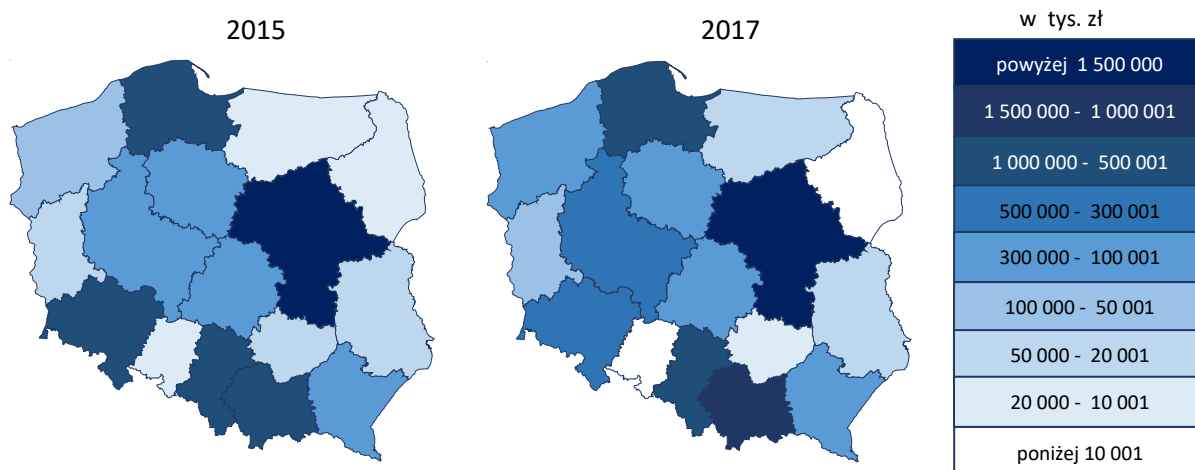 2015
2017
w tys. zł
powyżej 1 500 000
1 500 000 - 1 000 001
1 000 000 - 500 001
500 000 - 300 001
300 000 - 100 001
100 000 - 50 001
50 000 - 20 001
20 000 - 10 001
poniżej 10 001